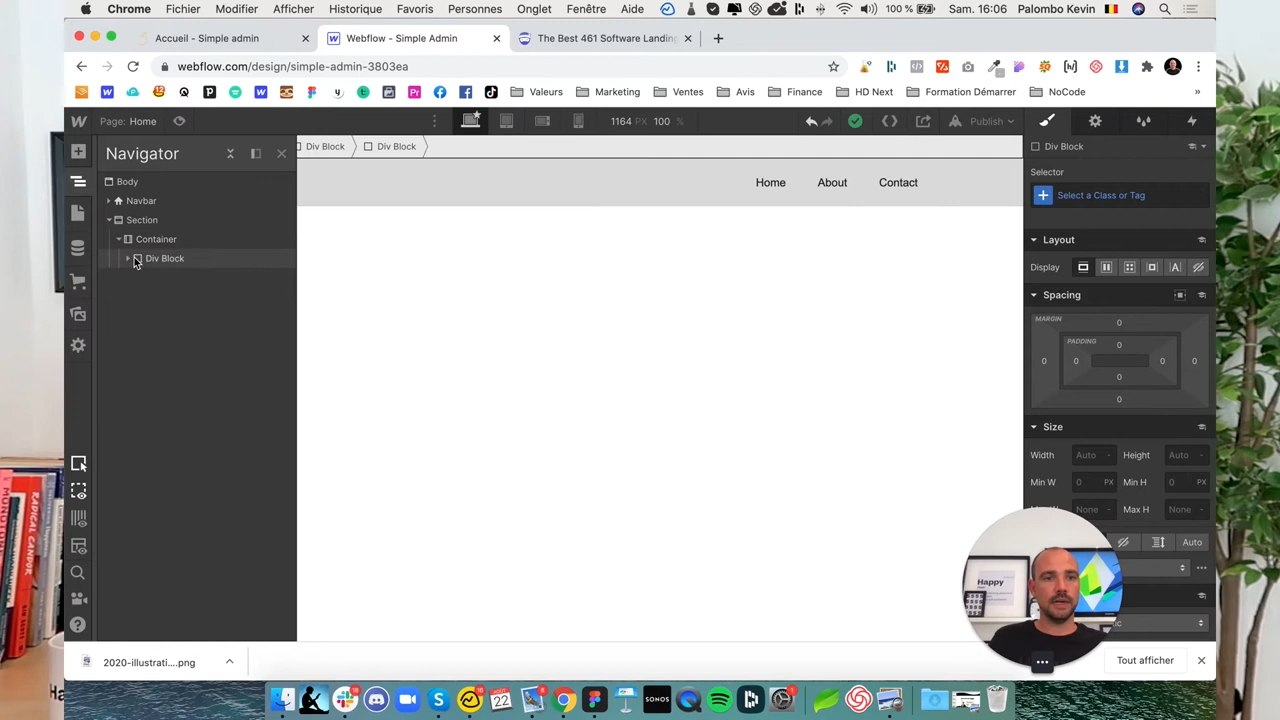 Chrome Fichier Modifier Afficher Historique Favoris Personnes Onglet Fenêtre Aide 100 % Sam. 16:06 Palombo Kevin
Accueil - Simple admin
Webflow - Simple Admin
The Best 461 Software Landing
webflow.com/design/simple-admin-3803ea
Valeurs Marketing Ventes Avis Finance HD Next Formation Démarrer NoCode »
Page: Home 1164 PX 100 % Publish
Navigator
Div Block Div Block
Body
Navbar
Section
Container
Div Block
Home About Contact
Div Block
Selector
Select a Class or Tag
Layout
Display
Spacing
MARGIN 0
PADDING 0
0 0 0 0
0
0
Size
Width Auto - Height Auto -
Min W 0 PX Min H 0 PX
None - Max H None -
Auto
Happy
RADICAL CANDOR
2020-illustrati....png
Tout afficher